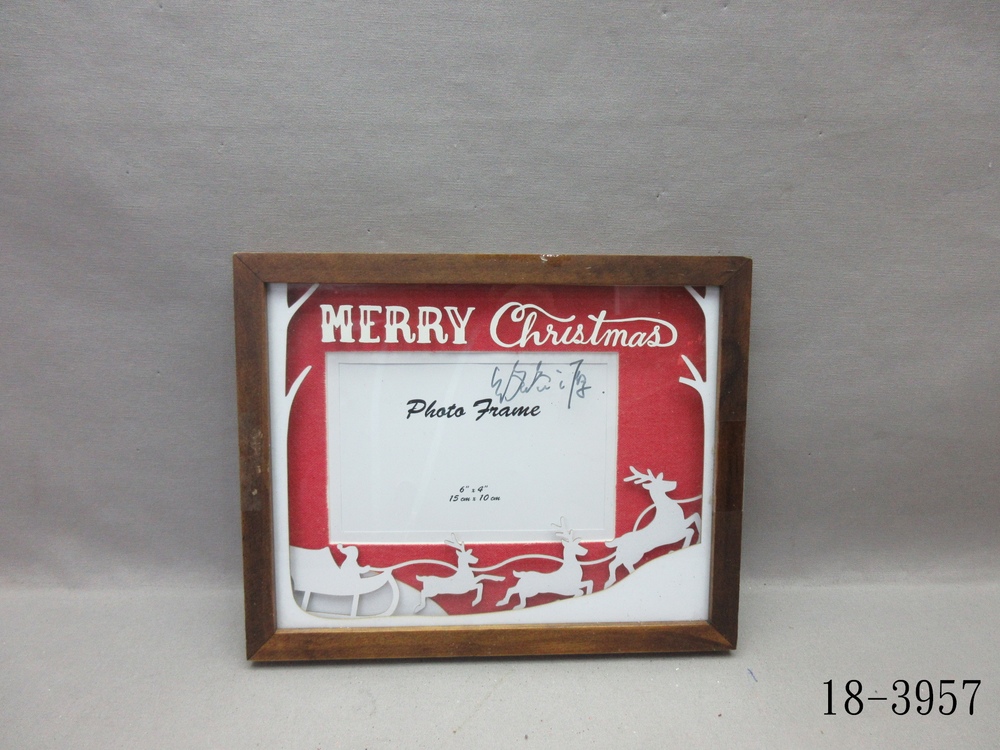 MERRY Christmas
Photo Frame
6" x 4"
15 cm x 10 cm
18-3957